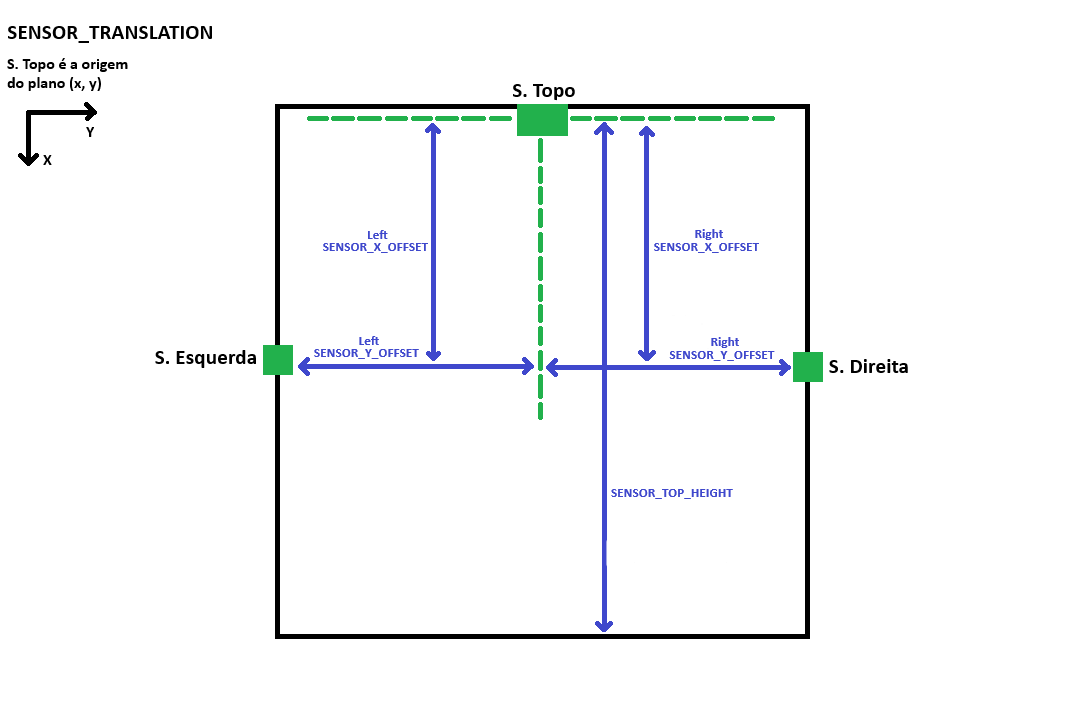 SENSOR_TRANSLATION
S. Topo é a origem
do plano (x, y)
Y
X
S. Topo
Left
SENSOR_X_OFFSET
Right
SENSOR_X_OFFSET
Left
SENSOR_Y_OFFSET
Right
SENSOR_Y_OFFSET
S. Esquerda
S. Direita
SENSOR_TOP_HEIGHT